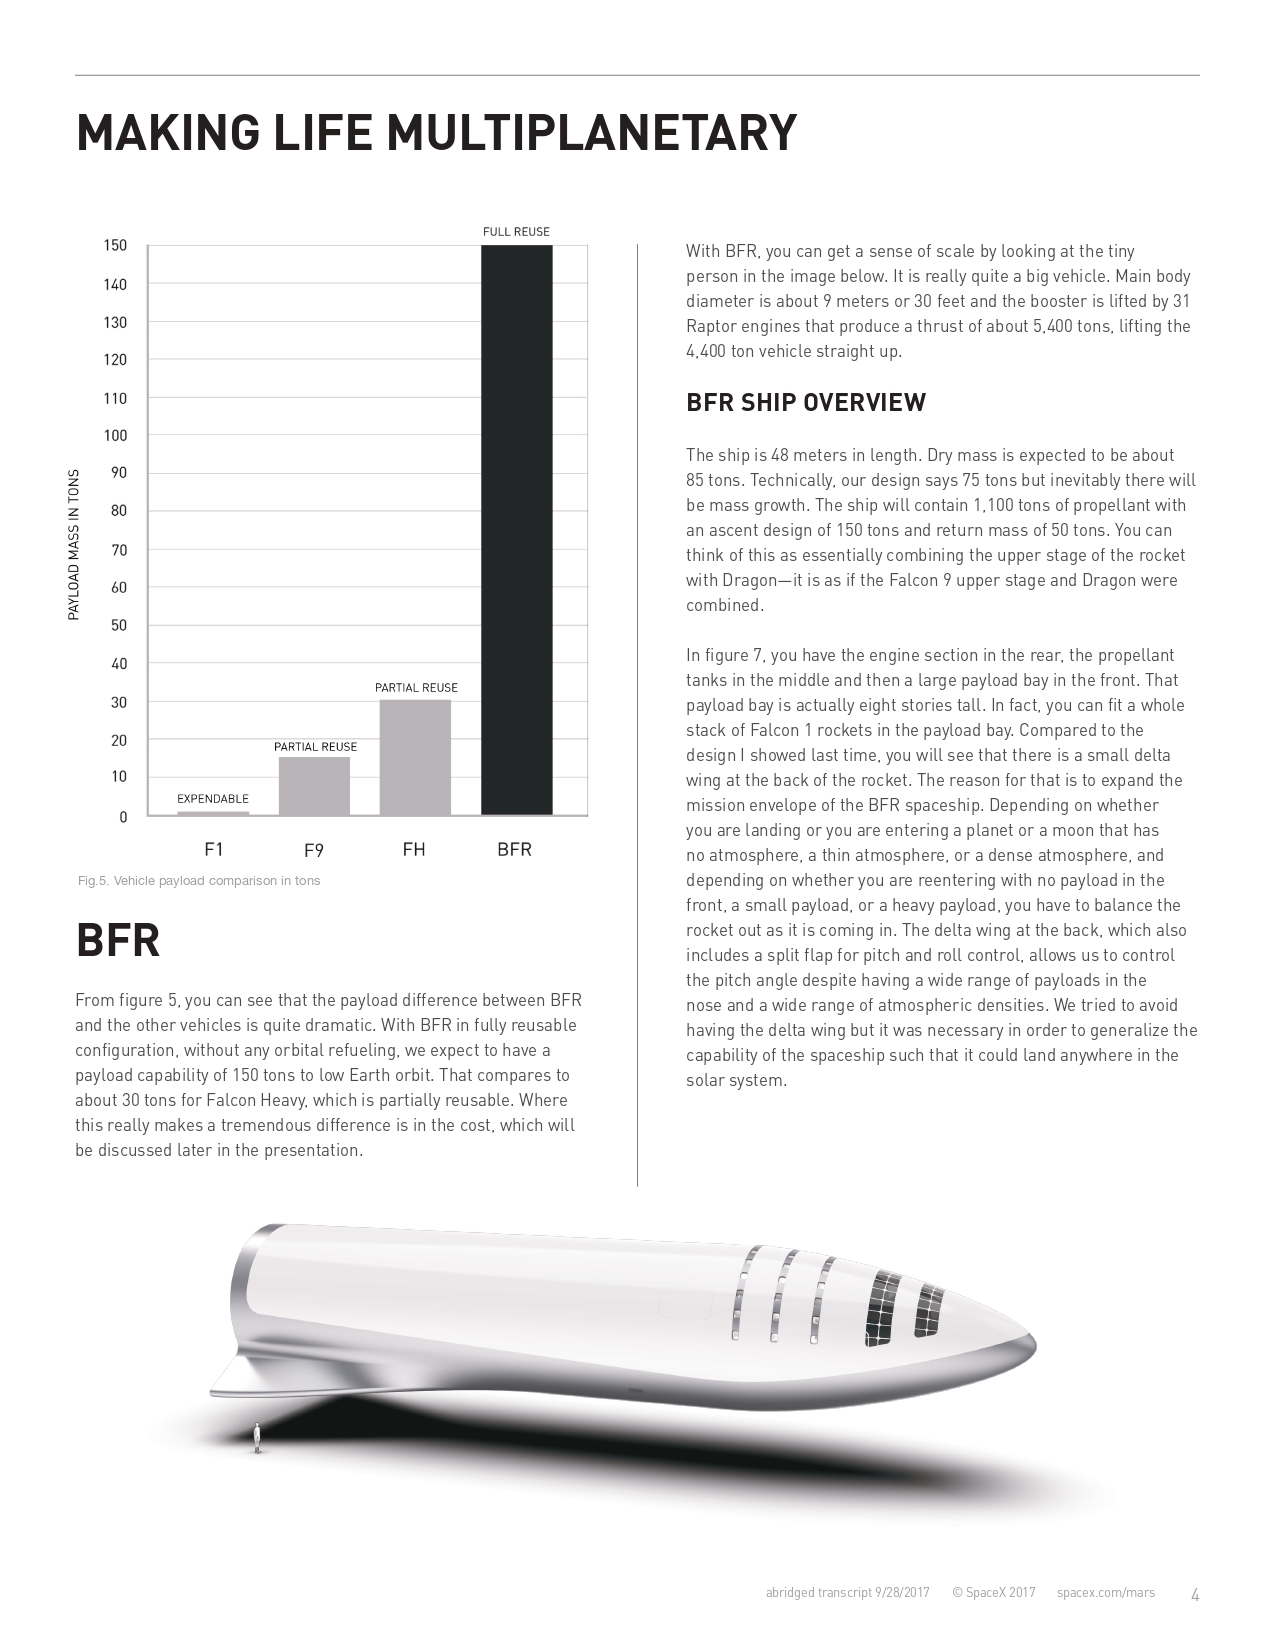 MAKING LIFE MULTIPLANETARY
FULL REUSE
150
140
130
120
110
100
90
80
70
60
50
40
30
20
10
0
PAYLOAD MASS IN TONS
PARTIAL REUSE
PARTIAL REUSE
EXPENDABLE
F1 F9 FH BFR
Fig.5. Vehicle payload comparison in tons
BFR
From figure 5, you can see that the payload difference between BFR
and the other vehicles is quite dramatic. With BFR in fully reusable
configuration, without any orbital refueling, we expect to have a
payload capability of 150 tons to low Earth orbit. That compares to
about 30 tons for Falcon Heavy, which is partially reusable. Where
this really makes a tremendous difference is in the cost, which will
be discussed later in the presentation.
With BFR, you can get a sense of scale by looking at the tiny
person in the image below. It is really quite a big vehicle. Main body
diameter is about 9 meters or 30 feet and the booster is lifted by 31
Raptor engines that produce a thrust of about 5,400 tons, lifting the
4,400 ton vehicle straight up.
BFR SHIP OVERVIEW
The ship is 48 meters in length. Dry mass is expected to be about
85 tons. Technically, our design says 75 tons but inevitably there will
be mass growth. The ship will contain 1,100 tons of propellant with
an ascent design of 150 tons and return mass of 50 tons. You can
think of this as essentially combining the upper stage of the rocket
with Dragon—it is as if the Falcon 9 upper stage and Dragon were
combined.
In figure 7, you have the engine section in the rear, the propellant
tanks in the middle and then a large payload bay in the front. That
payload bay is actually eight stories tall. In fact, you can fit a whole
stack of Falcon 1 rockets in the payload bay. Compared to the
design I showed last time, you will see that there is a small delta
wing at the back of the rocket. The reason for that is to expand the
mission envelope of the BFR spaceship. Depending on whether
you are landing or you are entering a planet or a moon that has
no atmosphere, a thin atmosphere, or a dense atmosphere, and
depending on whether you are reentering with no payload in the
front, a small payload, or a heavy payload, you have to balance the
rocket out as it is coming in. The delta wing at the back, which also
includes a split flap for pitch and roll control, allows us to control
the pitch angle despite having a wide range of payloads in the
nose and a wide range of atmospheric densities. We tried to avoid
having the delta wing but it was necessary in order to generalize the
capability of the spaceship such that it could land anywhere in the
solar system.
abridged transcript 9/28/2017 © SpaceX 2017 spacex.com/mars 4